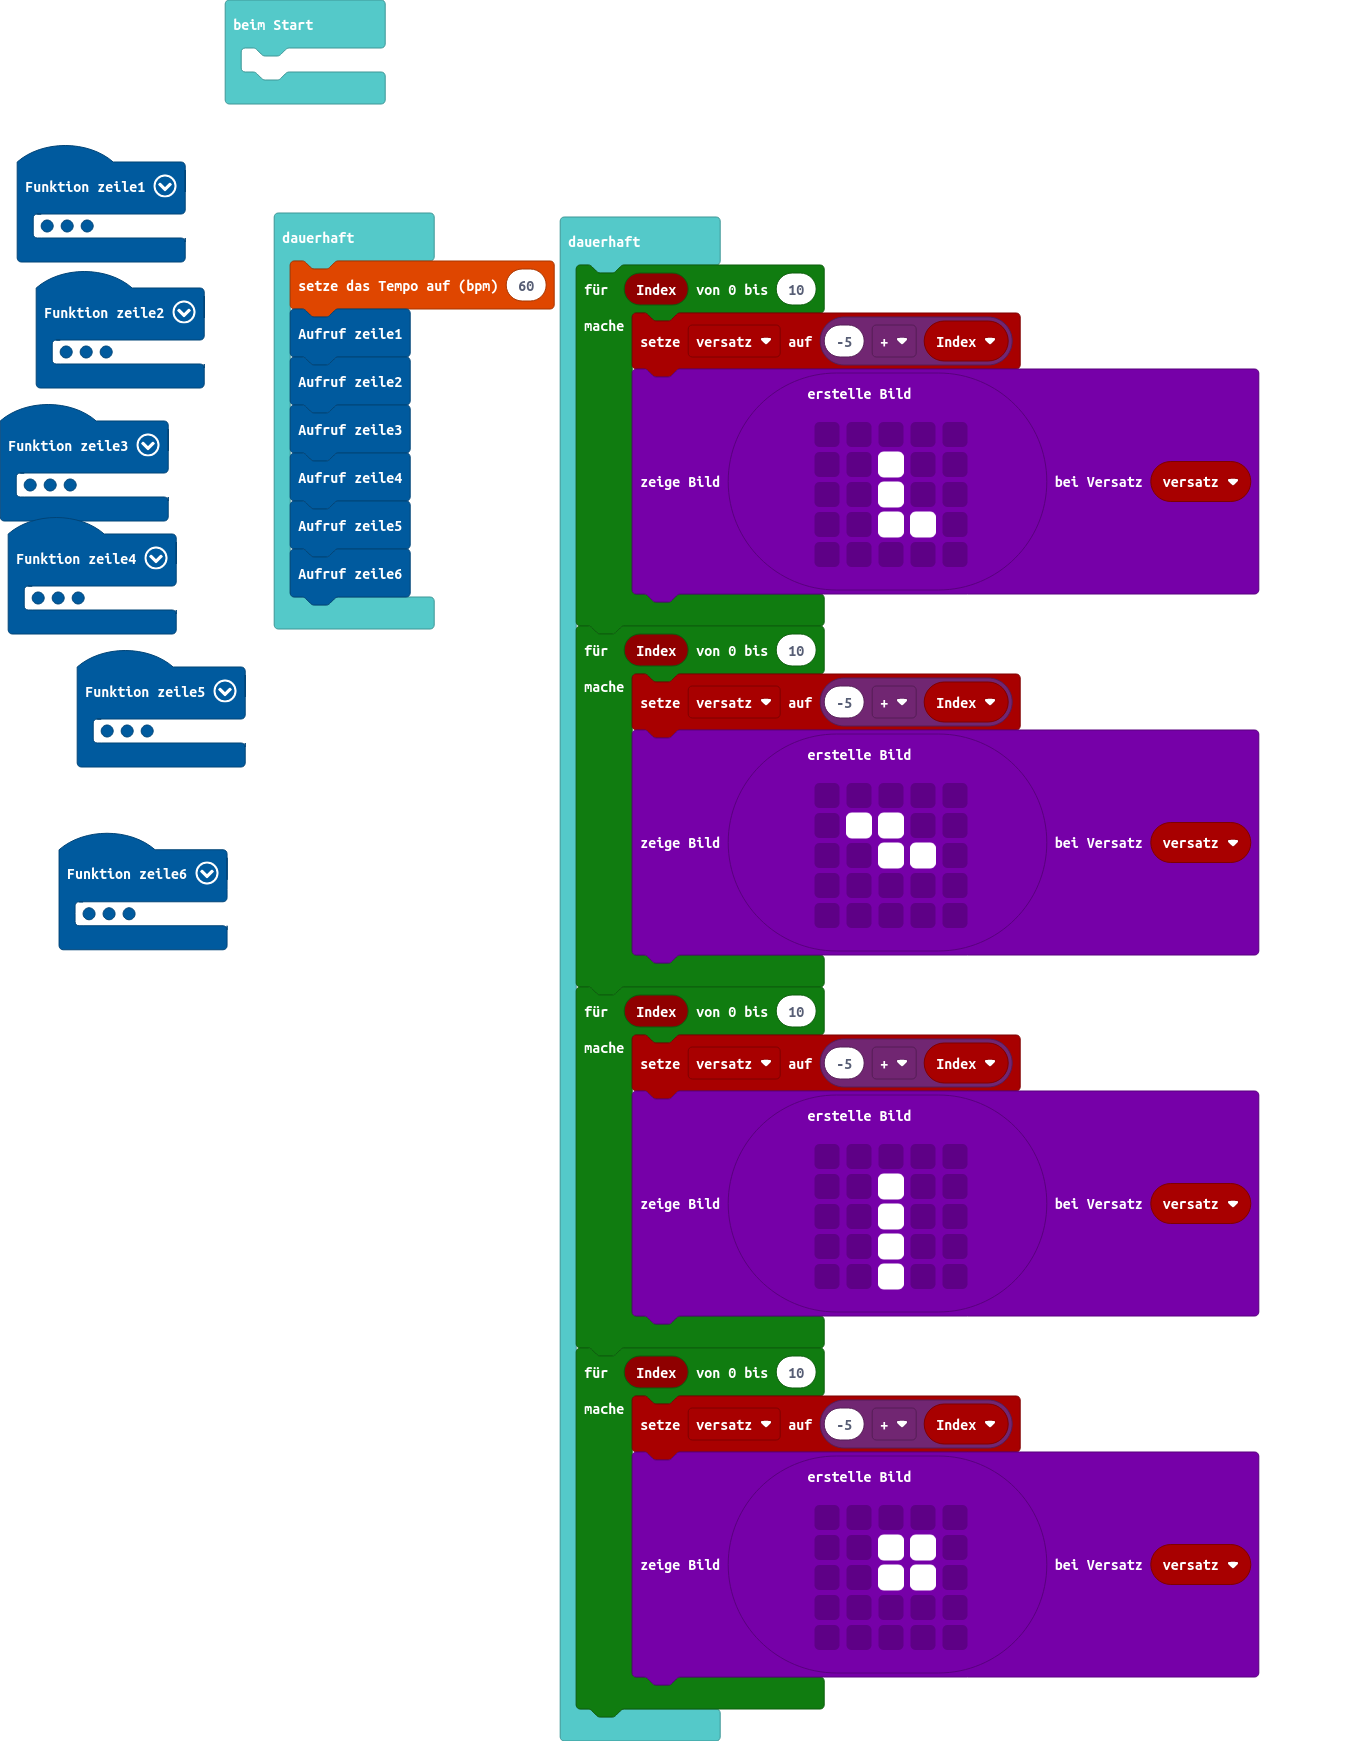 beim Start
Funktion zeile1
Funktion zeile2
Funktion zeile3
Funktion zeile4
Funktion zeile5
Funktion zeile6
dauerhaft
setze das Tempo auf (bpm) 60
Aufruf zeile1
Aufruf zeile2
Aufruf zeile3
Aufruf zeile4
Aufruf zeile5
Aufruf zeile6
dauerhaft
für Index von 0 bis 10
mache
setze versatz auf -5 + Index
erstelle Bild
zeige Bild bei Versatz versatz
für Index von 0 bis 10
mache
setze versatz auf -5 + Index
erstelle Bild
zeige Bild bei Versatz versatz
für Index von 0 bis 10
mache
setze versatz auf -5 + Index
erstelle Bild
zeige Bild bei Versatz versatz
für Index von 0 bis 10
mache
setze versatz auf -5 + Index
erstelle Bild
zeige Bild bei Versatz versatz